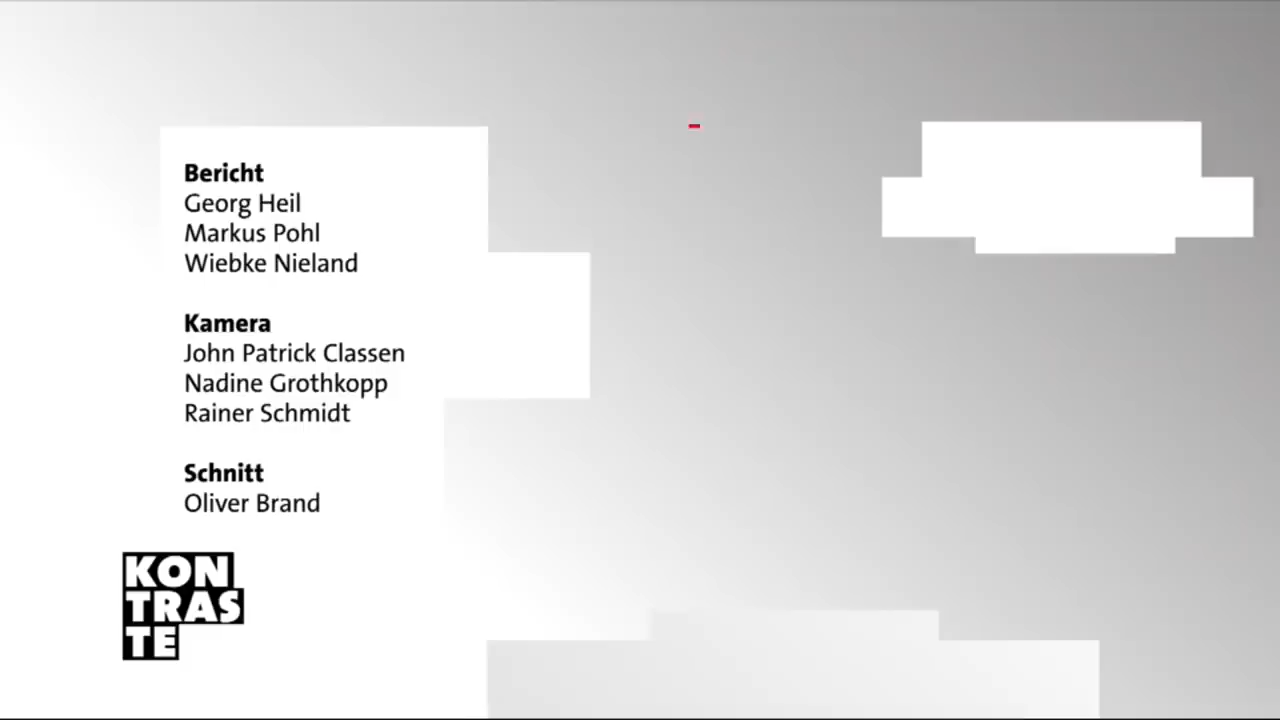 Bericht
Georg Heil
Markus Pohl
Wiebke Nieland
Kamera
John Patrick Classen
Nadine Grothkopp
Rainer Schmidt
Schnitt
Oliver Brand
KON
TRAS
TE